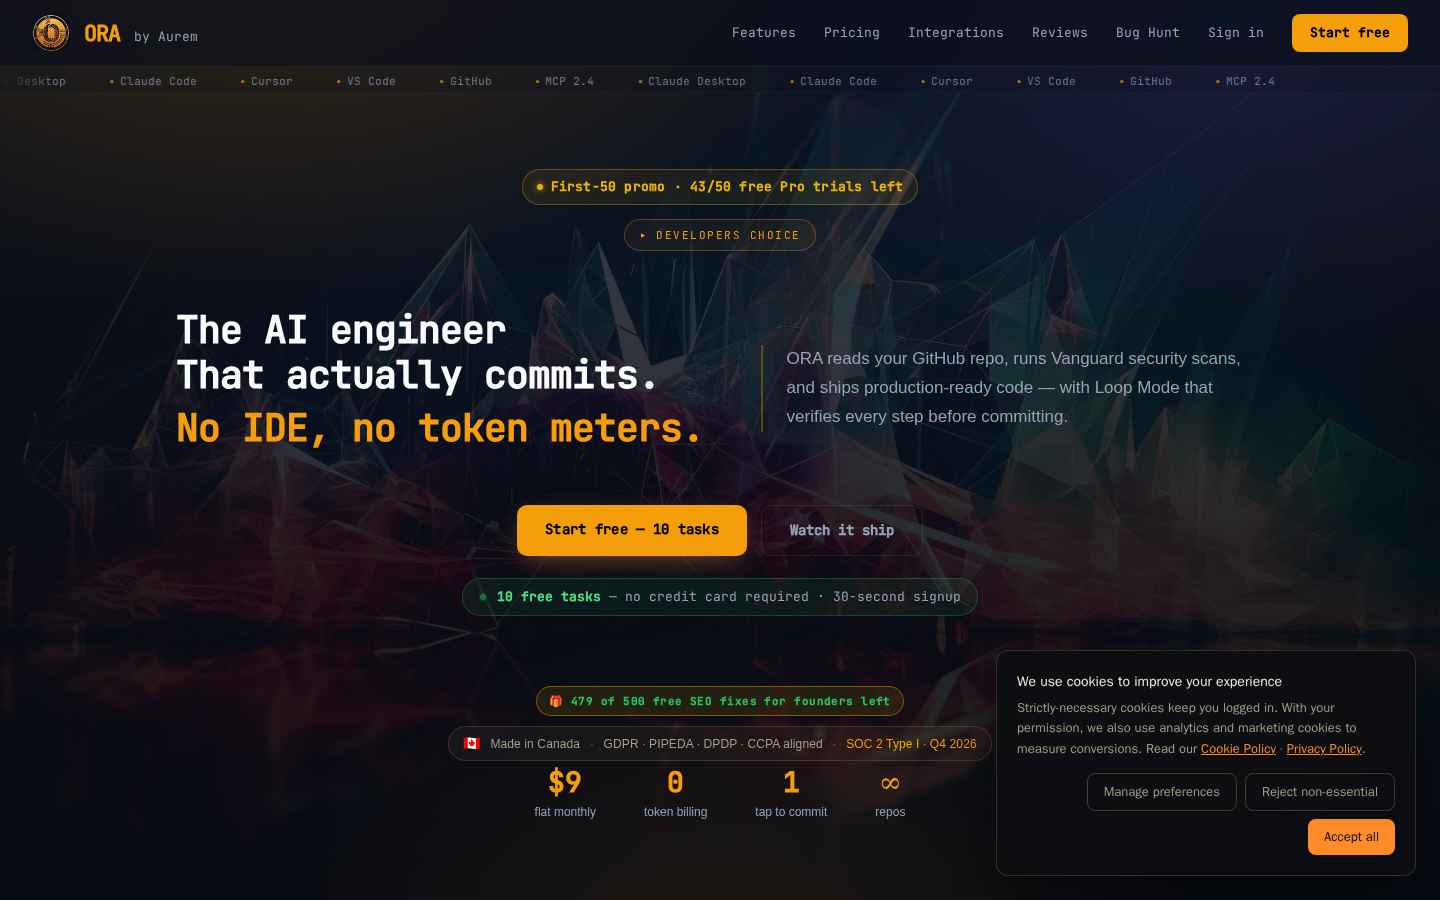 ORA by Aurem
Features Pricing Integrations Reviews Bug Hunt Sign in Start free
Desktop • Claude Code • Cursor • VS Code • GitHub • MCP 2.4 • Claude Desktop • Claude Code • Cursor • VS Code • GitHub • MCP 2.4
First-50 promo · 43/50 free Pro trials left
▸ DEVELOPERS CHOICE
The AI engineer
That actually commits.
No IDE, no token meters.
ORA reads your GitHub repo, runs Vanguard security scans,
and ships production-ready code — with Loop Mode that
verifies every step before committing.
Start free — 10 tasks
Watch it ship
10 free tasks — no credit card required · 30-second signup
🎁 479 of 500 free SEO fixes for founders left
🇨🇦 Made in Canada · GDPR · PIPEDA · DPDP · CCPA aligned · SOC 2 Type I · Q4 2026
$9 0 1 ∞
flat monthly token billing tap to commit repos
We use cookies to improve your experience
Strictly-necessary cookies keep you logged in. With your
permission, we also use analytics and marketing cookies to
measure conversions. Read our Cookie Policy · Privacy Policy.
Manage preferences Reject non-essential
Accept all